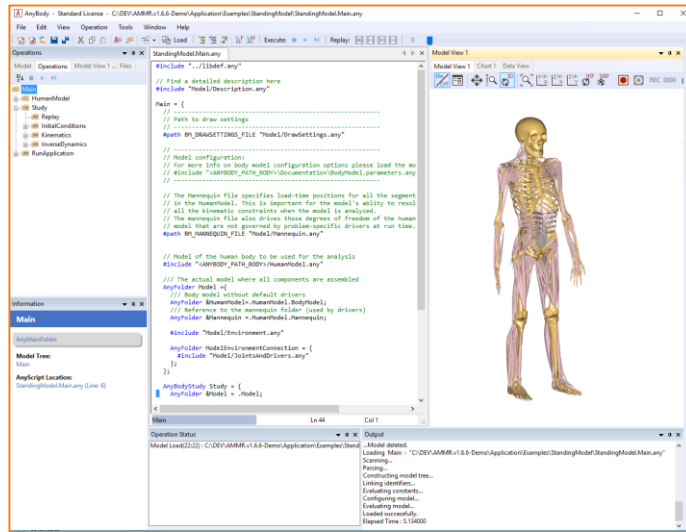 AnyBody - Standard License - C:\DEV\AMMR.v1.6.6-Demo\Application\Examples\StandingModel\StandingModel.Main.any
File Edit View Operation Tools Window Help
Load Execute: Replay:
Operations
Model Operations Model View 1 ... Files
Main
HumanModel
Study
Replay
InitialConditions
Kinematics
InverseDynamics
RunApplication
Information
Main
AnyMainFolder
Model Tree:
Main
AnyScript Location:
StandingModel.Main.any (Line: 6)
StandingModel.Main.any
#include "../libdef.any"
// Find a detailed description here
#include "Model/Description.any"
Main = {
// ----------------------------------------------------
// Path to draw settings
// ----------------------------------------------------
#path BM_DRAWSETTINGS_FILE "Model/DrawSettings.any"
// ----------------------------------------------------
// Model configuration:
// For more info on body model configuration options please load the mo
// #include "<ANYBODY_PATH_BODY>\Documentation\BodyModel.parameters.any
// ----------------------------------------------------
// The Mannequin file specifies load-time positions for all the segment
// in the HumanModel. This is important for the model's ability to resol
// all the kinematic constraints when the model is analyzed.
// The mannequin file also drives those degrees of freedom of the human
// model that are not governed by problem-specific drivers at run time.
#path BM_MANNEQUIN_FILE "Model/Mannequin.any"
// Model of the human body to be used for the analysis
#include "<ANYBODY_PATH_BODY>/HumanModel.any"
/// The actual model where all components are assembled
AnyFolder Model ={
/// Body model without default drivers
AnyFolder &HumanModel=.HumanModel.BodyModel;
/// Reference to the mannequin folder (used by drivers)
AnyFolder &Mannequin =.HumanModel.Mannequin;
#include "Model/Environment.any"
AnyFolder ModelEnvironmentConnection = {
#include "Model/JointsAndDrivers.any"
};
};
AnyBodyStudy Study = {
AnyFolder &Model = .Model;
Main Ln 44 Col 1
Model View 1
Model View 1 Chart 1 Data View
On/Off REC 0000
Operation Status
Model Load(22:22) : C:\DEV\AMMR.v1.6.6-Demo\Application\Examples\Stand
Output
...Model deleted.
Loading Main : "C:\DEV\AMMR.v1.6.6-Demo\Application\Examples\StandingModel\StandingModel.Main.any"
Scanning...
Parsing...
Constructing model tree...
Linking identifiers...
Evaluating constants...
Configuring model...
Evaluating model...
Loaded successfully.
Elapsed Time : 5.154000